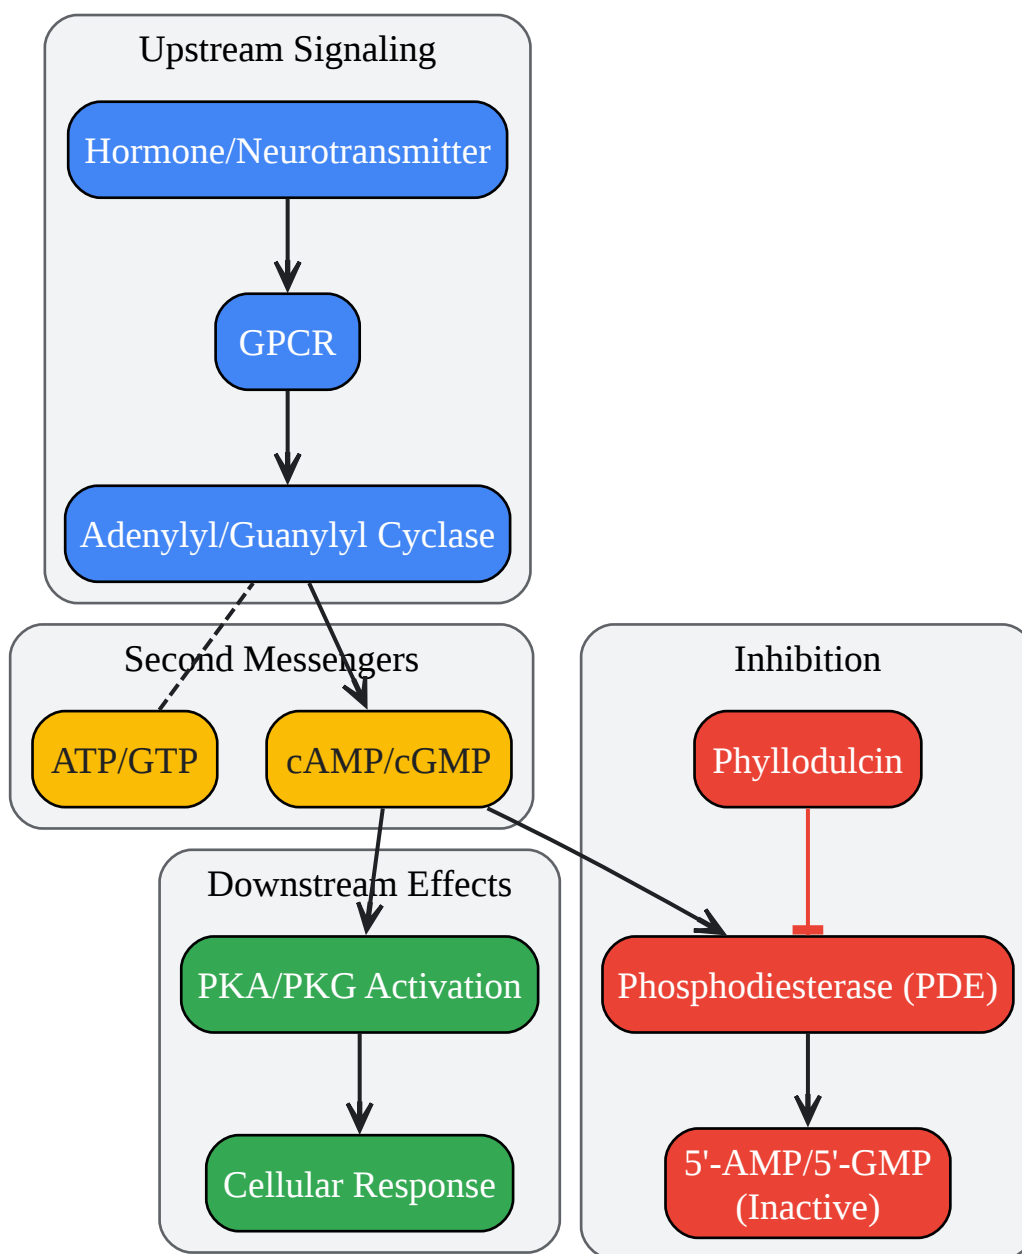 Upstream Signaling
Hormone/Neurotransmitter
GPCR
Adenylyl/Guanylyl Cyclase
Second Messengers
ATP/GTP
cAMP/cGMP
Inhibition
Phyllodulcin
Downstream Effects
PKA/PKG Activation
Phosphodiesterase (PDE)
Cellular Response
5'-AMP/5'-GMP
(Inactive)